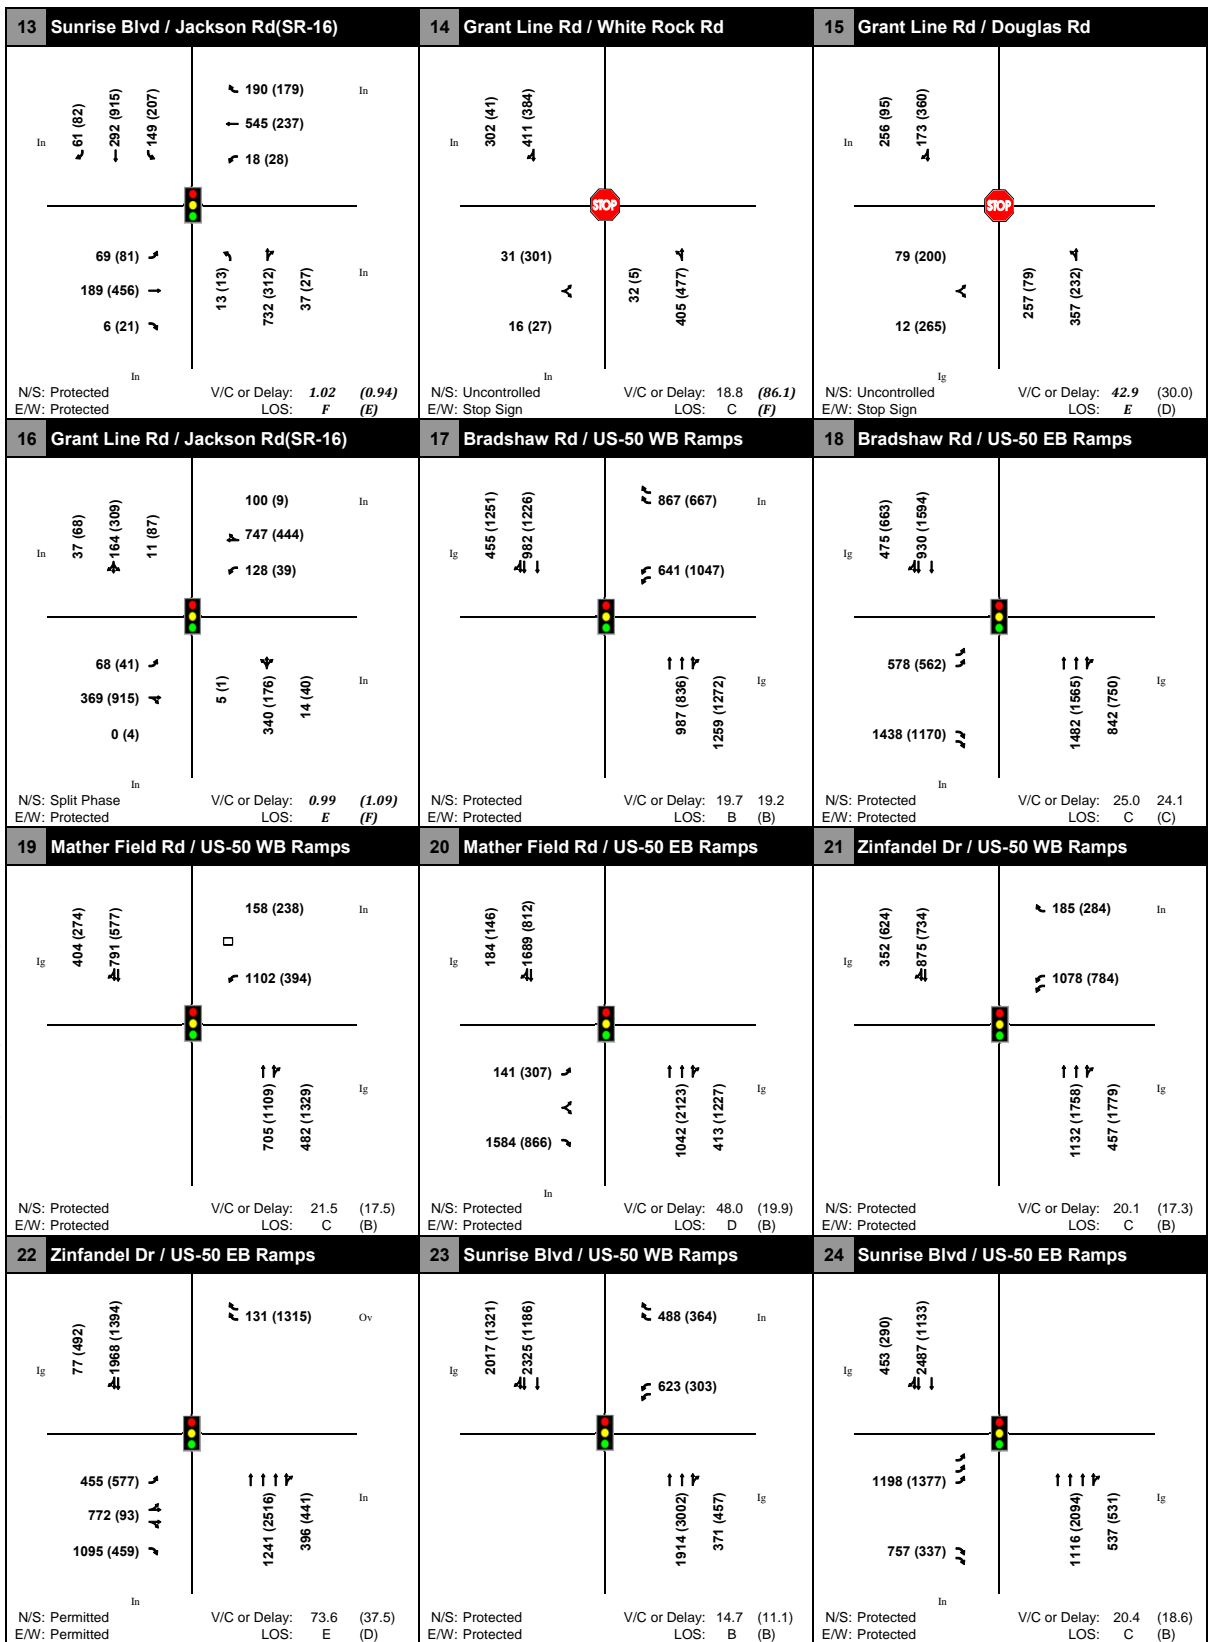 13 Sunrise Blvd / Jackson Rd(SR-16)
61 (82)
292 (915)
149 (207)
190 (179)
In
545 (237)
In
18 (28)
69 (81)
189 (456)
6 (21)
13 (13)
732 (312)
37 (27)
In
In
N/S: Protected V/C or Delay: 1.02 (0.94)
E/W: Protected LOS: F (E)
14 Grant Line Rd / White Rock Rd
302 (41)
411 (384)
In
STOP
31 (301)
16 (27)
32 (5)
405 (477)
In
N/S: Uncontrolled V/C or Delay: 18.8 (86.1)
E/W: Stop Sign LOS: C (F)
15 Grant Line Rd / Douglas Rd
256 (95)
173 (360)
In
STOP
79 (200)
12 (265)
257 (79)
357 (232)
Ig
N/S: Uncontrolled V/C or Delay: 42.9 (30.0)
E/W: Stop Sign LOS: E (D)
16 Grant Line Rd / Jackson Rd(SR-16)
37 (68)
164 (309)
11 (87)
100 (9)
In
747 (444)
In
128 (39)
68 (41)
369 (915)
0 (4)
5 (1)
340 (176)
14 (40)
In
In
N/S: Split Phase V/C or Delay: 0.99 (1.09)
E/W: Protected LOS: E (F)
17 Bradshaw Rd / US-50 WB Ramps
455 (1251)
982 (1226)
867 (667)
In
Ig
641 (1047)
987 (836)
1259 (1272)
Ig
N/S: Protected V/C or Delay: 19.7 19.2
E/W: Protected LOS: B (B)
18 Bradshaw Rd / US-50 EB Ramps
475 (663)
930 (1594)
Ig
578 (562)
1438 (1170)
1482 (1565)
842 (750)
Ig
In
N/S: Protected V/C or Delay: 25.0 24.1
E/W: Protected LOS: C (C)
19 Mather Field Rd / US-50 WB Ramps
404 (274)
791 (577)
158 (238)
In
Ig
1102 (394)
705 (1109)
482 (1329)
Ig
N/S: Protected V/C or Delay: 21.5 (17.5)
E/W: Protected LOS: C (B)
20 Mather Field Rd / US-50 EB Ramps
184 (146)
1689 (812)
Ig
141 (307)
1584 (866)
1042 (2123)
413 (1227)
Ig
In
N/S: Protected V/C or Delay: 48.0 (19.9)
E/W: Protected LOS: D (B)
21 Zinfandel Dr / US-50 WB Ramps
352 (624)
875 (734)
185 (284)
In
Ig
1078 (784)
1132 (1758)
457 (1779)
Ig
N/S: Protected V/C or Delay: 20.1 (17.3)
E/W: Protected LOS: C (B)
22 Zinfandel Dr / US-50 EB Ramps
77 (492)
1968 (1394)
131 (1315)
Ov
Ig
455 (577)
772 (93)
1095 (459)
1241 (2516)
396 (441)
In
In
N/S: Permitted V/C or Delay: 73.6 (37.5)
E/W: Permitted LOS: E (D)
23 Sunrise Blvd / US-50 WB Ramps
2017 (1321)
2325 (1186)
488 (364)
In
Ig
623 (303)
1914 (3002)
371 (457)
Ig
N/S: Protected V/C or Delay: 14.7 (11.1)
E/W: Protected LOS: B (B)
24 Sunrise Blvd / US-50 EB Ramps
453 (290)
2487 (1133)
Ig
1198 (1377)
757 (337)
1116 (2094)
537 (531)
Ig
In
N/S: Protected V/C or Delay: 20.4 (18.6)
E/W: Protected LOS: C (B)